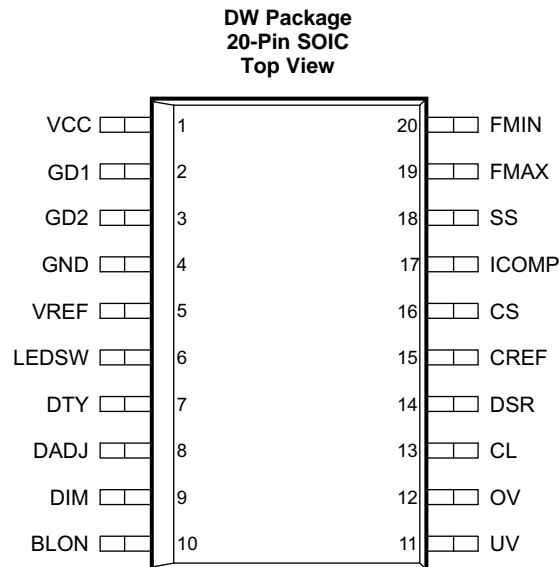 DW Package
20-Pin SOIC
Top View
VCC 1 20 FMIN
GD1 2 19 FMAX
GD2 3 18 SS
GND 4 17 ICOMP
VREF 5 16 CS
LEDSW 6 15 CREF
DTY 7 14 DSR
DADJ 8 13 CL
DIM 9 12 OV
BLON 10 11 UV